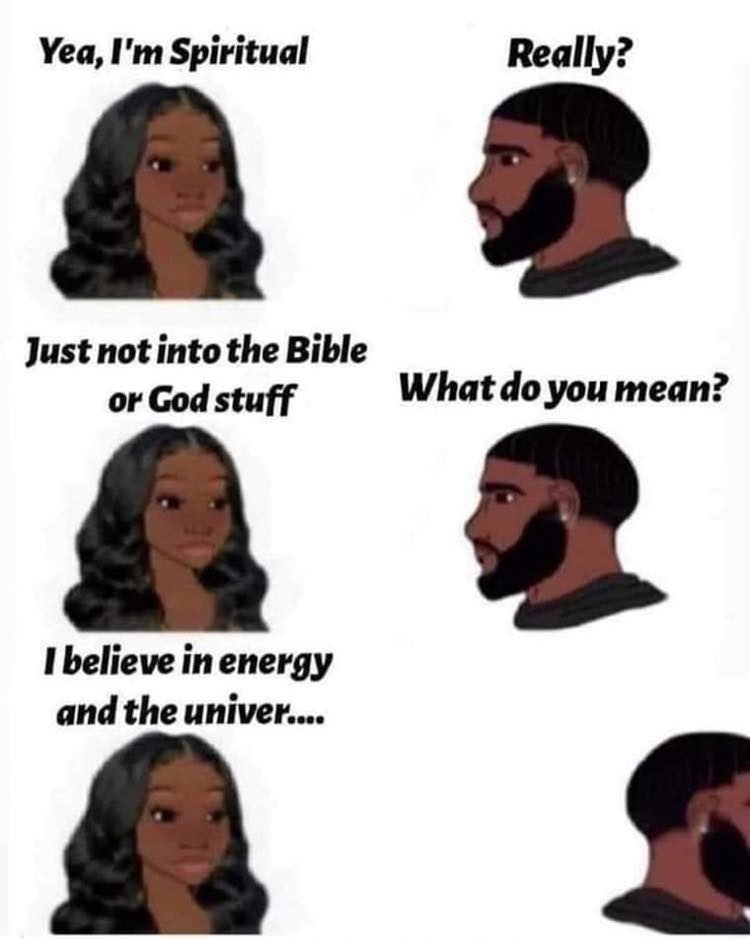 Yea, I'm Spiritual
Really?
Just not into the Bible
or God stuff
What do you mean?
I believe in energy
and the univer....